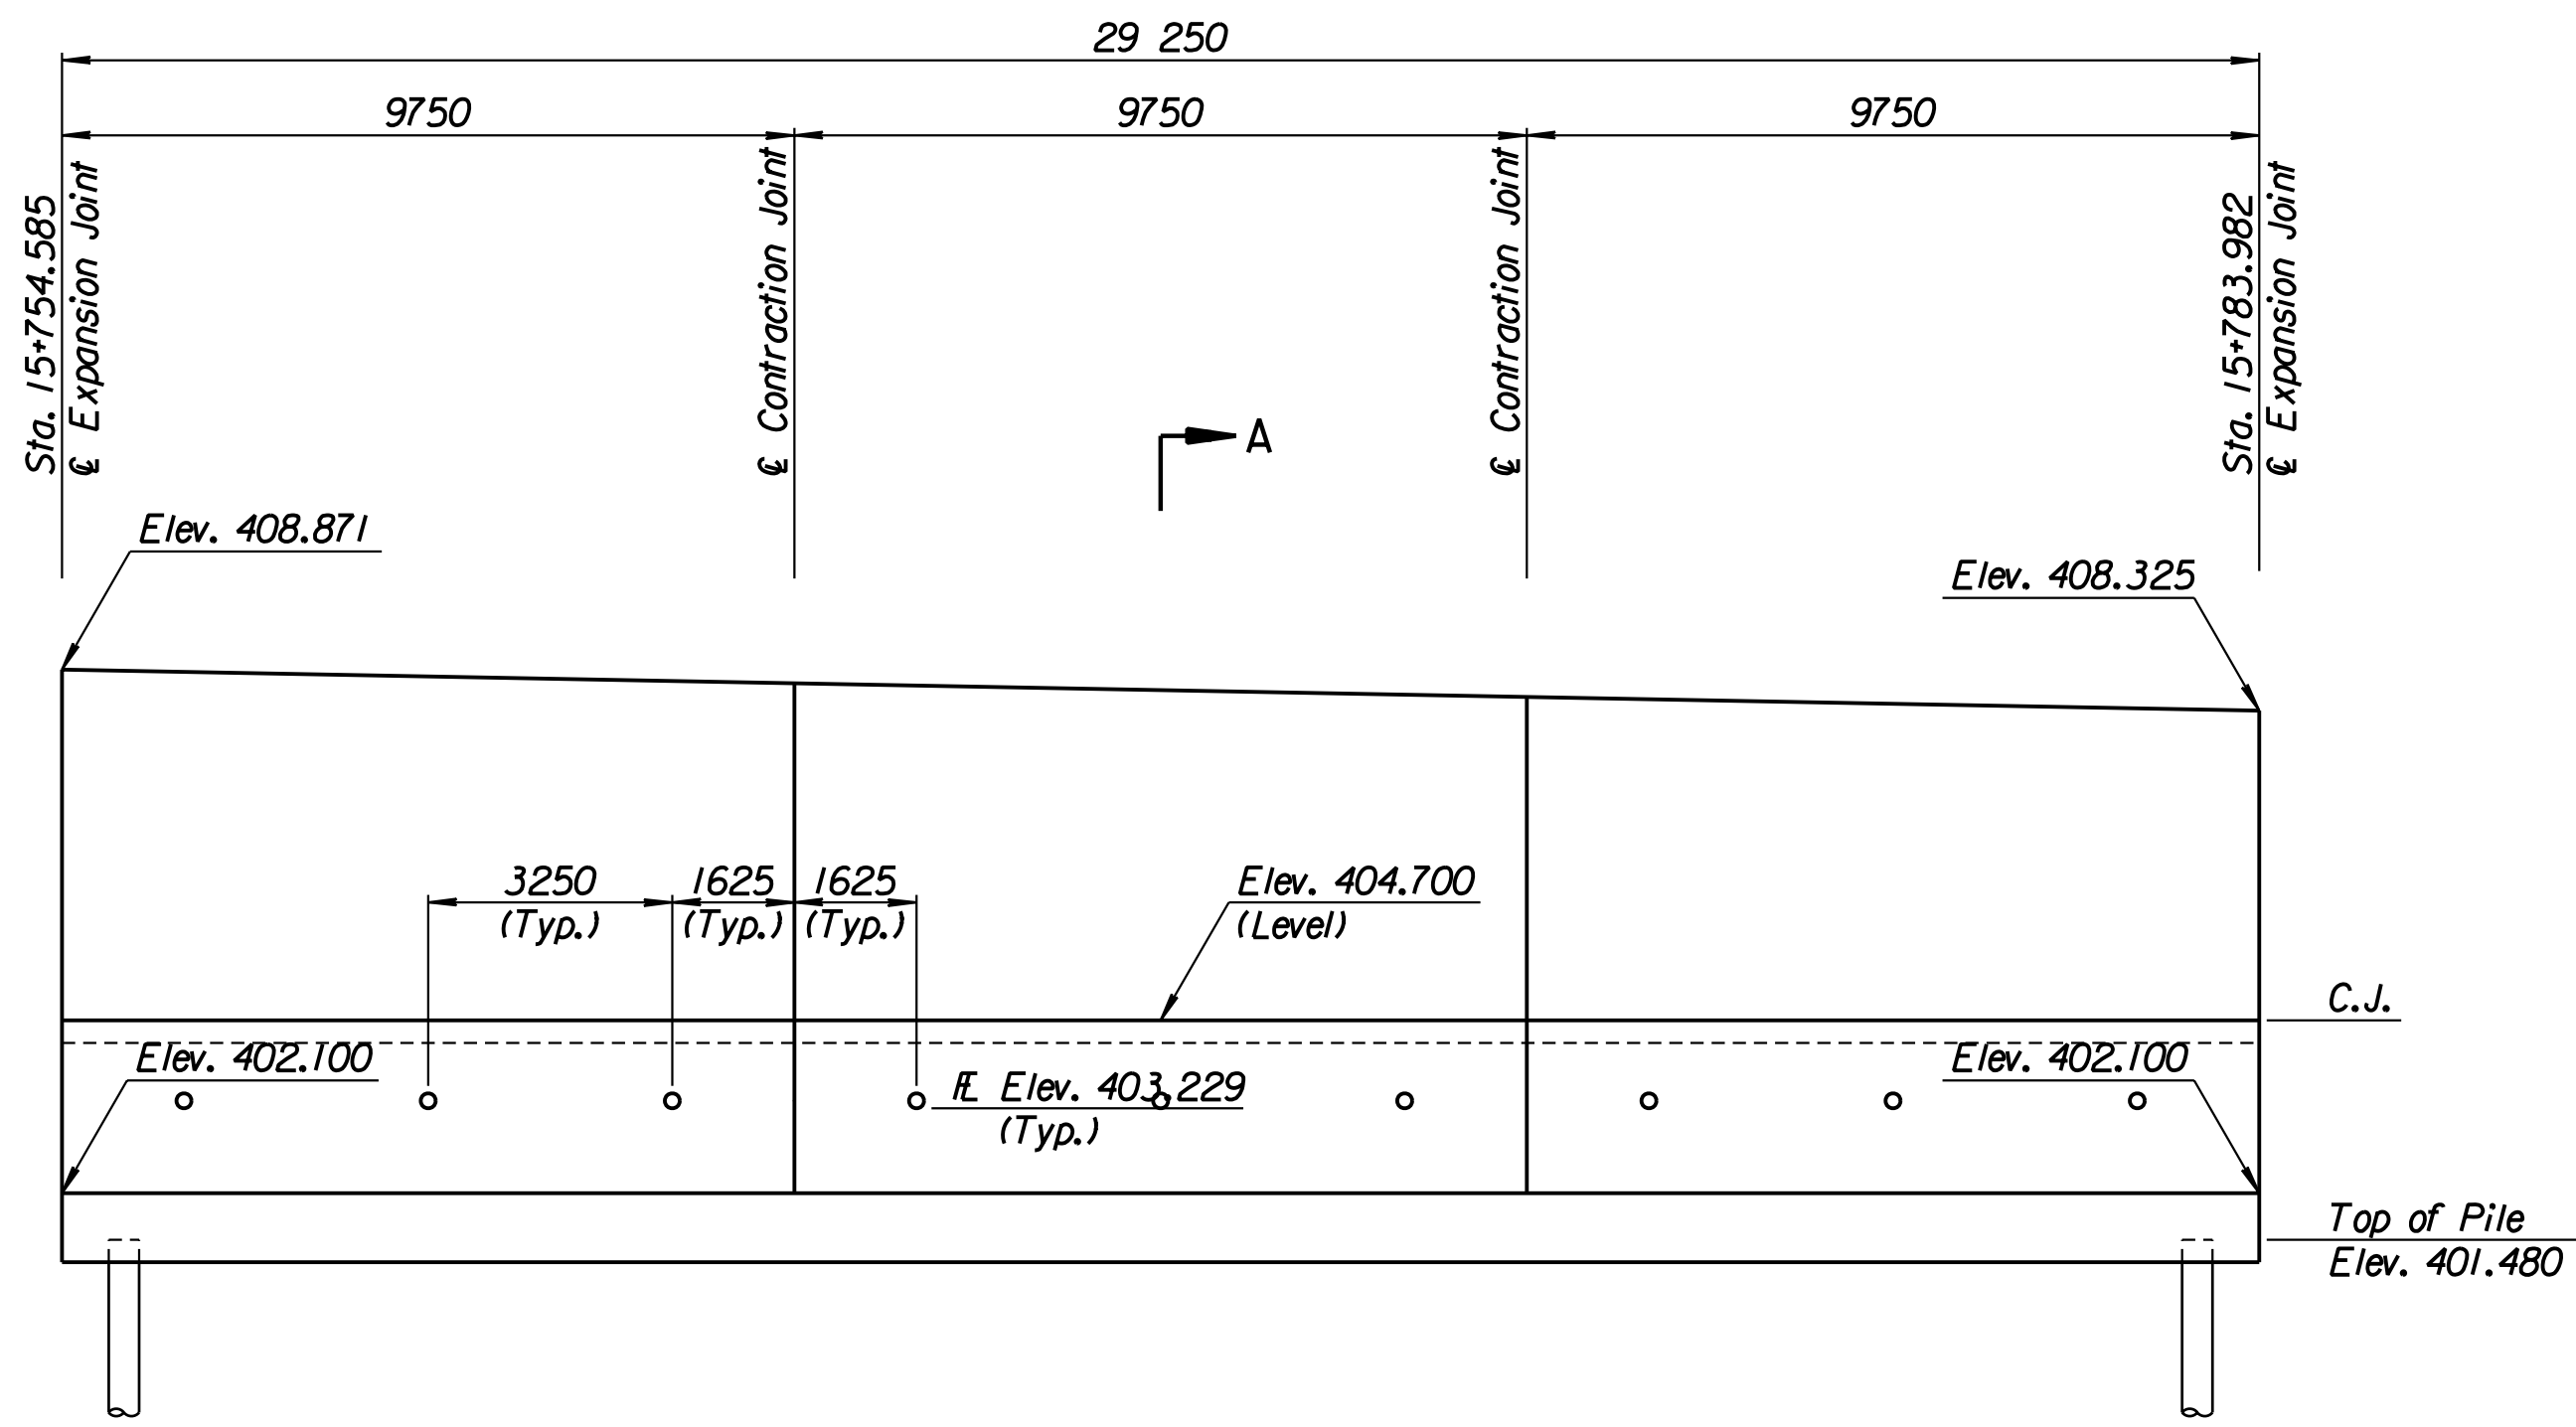 29 250
9750
9750
9750
Sta. 15+754.585
℄ Expansion Joint
℄ Contraction Joint
℄ Contraction Joint
Sta. 15+783.982
℄ Expansion Joint
A
Elev. 408.871
Elev. 408.325
3250
(Typ.)
1625
(Typ.)
1625
(Typ.)
Elev. 404.700
(Level)
C.J.
Elev. 402.100
Elev. 403.229
(Typ.)
Elev. 402.100
Top of Pile
Elev. 401.480